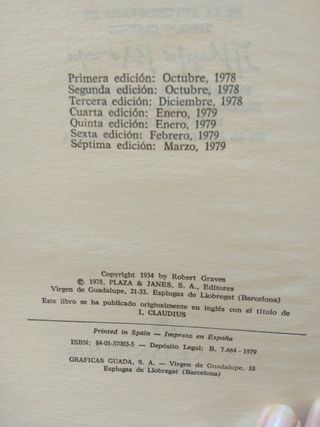 Primera edición: Octubre, 1978
Segunda edición: Octubre, 1978
Tercera edición: Diciembre, 1978
Cuarta edición: Enero, 1979
Quinta edición: Enero, 1979
Sexta edición: Febrero, 1979
Séptima edición: Marzo, 1979
Copyright 1934 by Robert Graves
© 1978, PLAZA & JANES, S. A., Editores
Virgen de Guadalupe, 21-33. Esplugas de Llobregat (Barcelona)
Este libro se ha publicado originalmente en inglés con el título de
I, CLAUDIUS
Printed in Spain — Impreso en España
ISBN: 84-01-37003-5 — Depósito Legal: B. 7.664 - 1979
GRAFICAS GUADA, S. A. — Virgen de Guadalupe, 33
Esplugas de Llobregat (Barcelona)